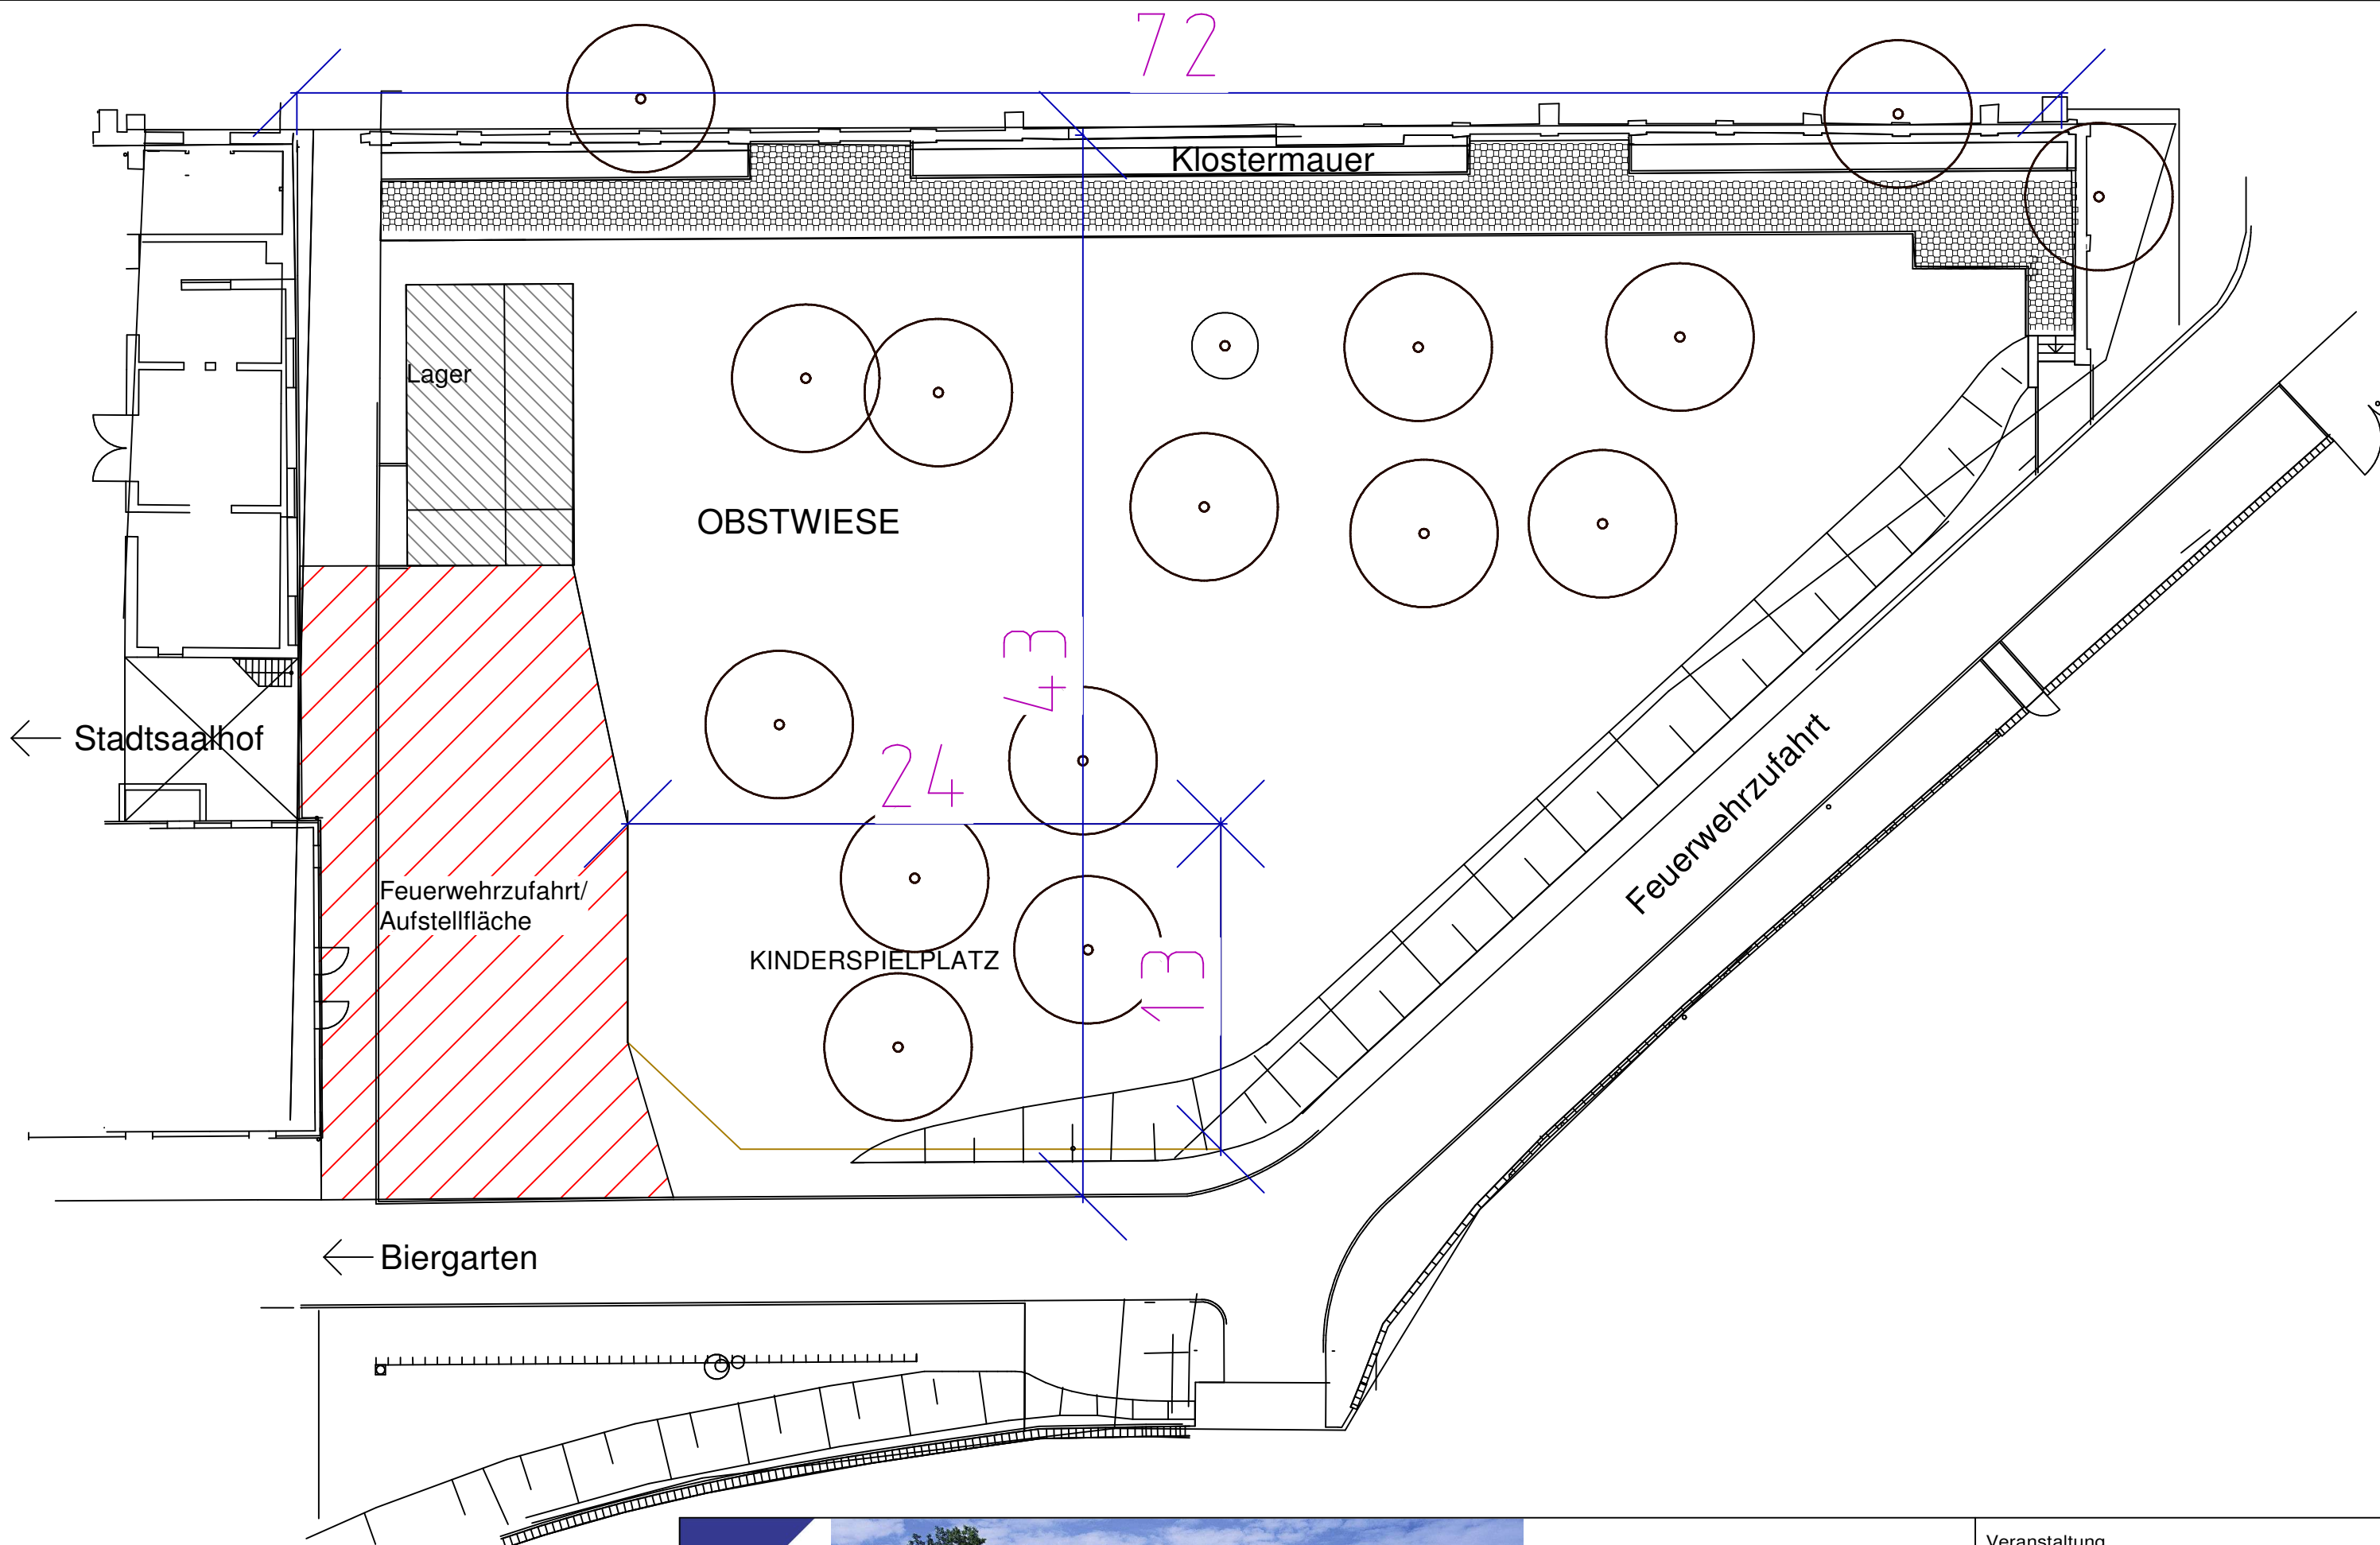 72
Klostermauer
Lager
OBSTWIESE
43
Stadtsaalhof
24
Feuerwehrzufahrt
Feuerwehrzufahrt/
Aufstellfläche
KINDERSPIELPLATZ
13
Biergarten
Veranstaltung